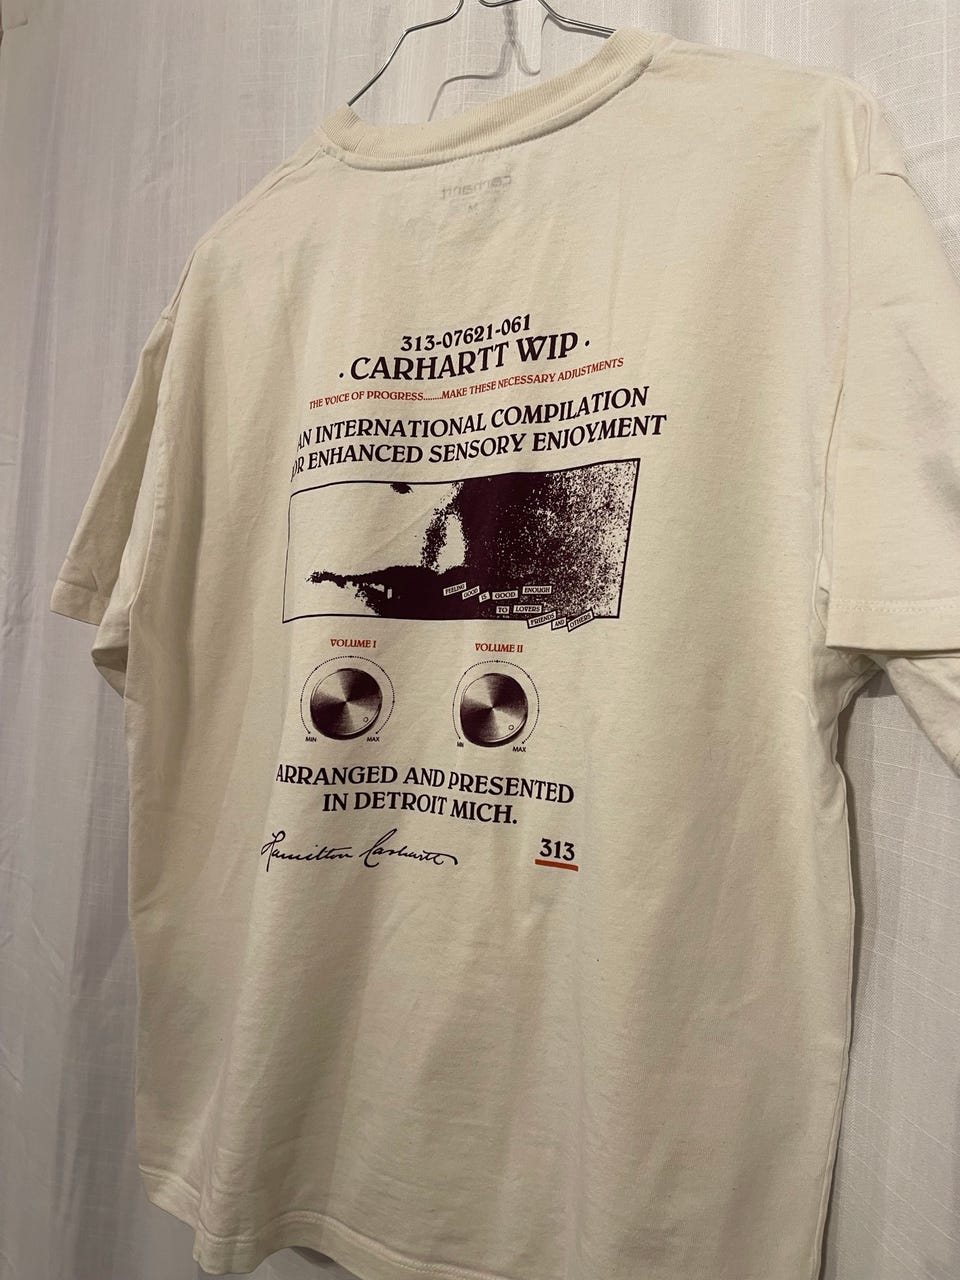 carhartt
M
313-07621-061
· CARHARTT WIP ·
THE VOICE OF PROGRESS........MAKE THESE NECESSARY ADJUSTMENTS
AN INTERNATIONAL COMPILATION
OR ENHANCED SENSORY ENJOYMENT
FEELING GOOD IS GOOD ENOUGH
TO LOVERS
FRIENDS AND OTHERS
VOLUME I VOLUME II
MIN MAX MIN MAX
ARRANGED AND PRESENTED
IN DETROIT MICH.
Hamilton Carhartt 313